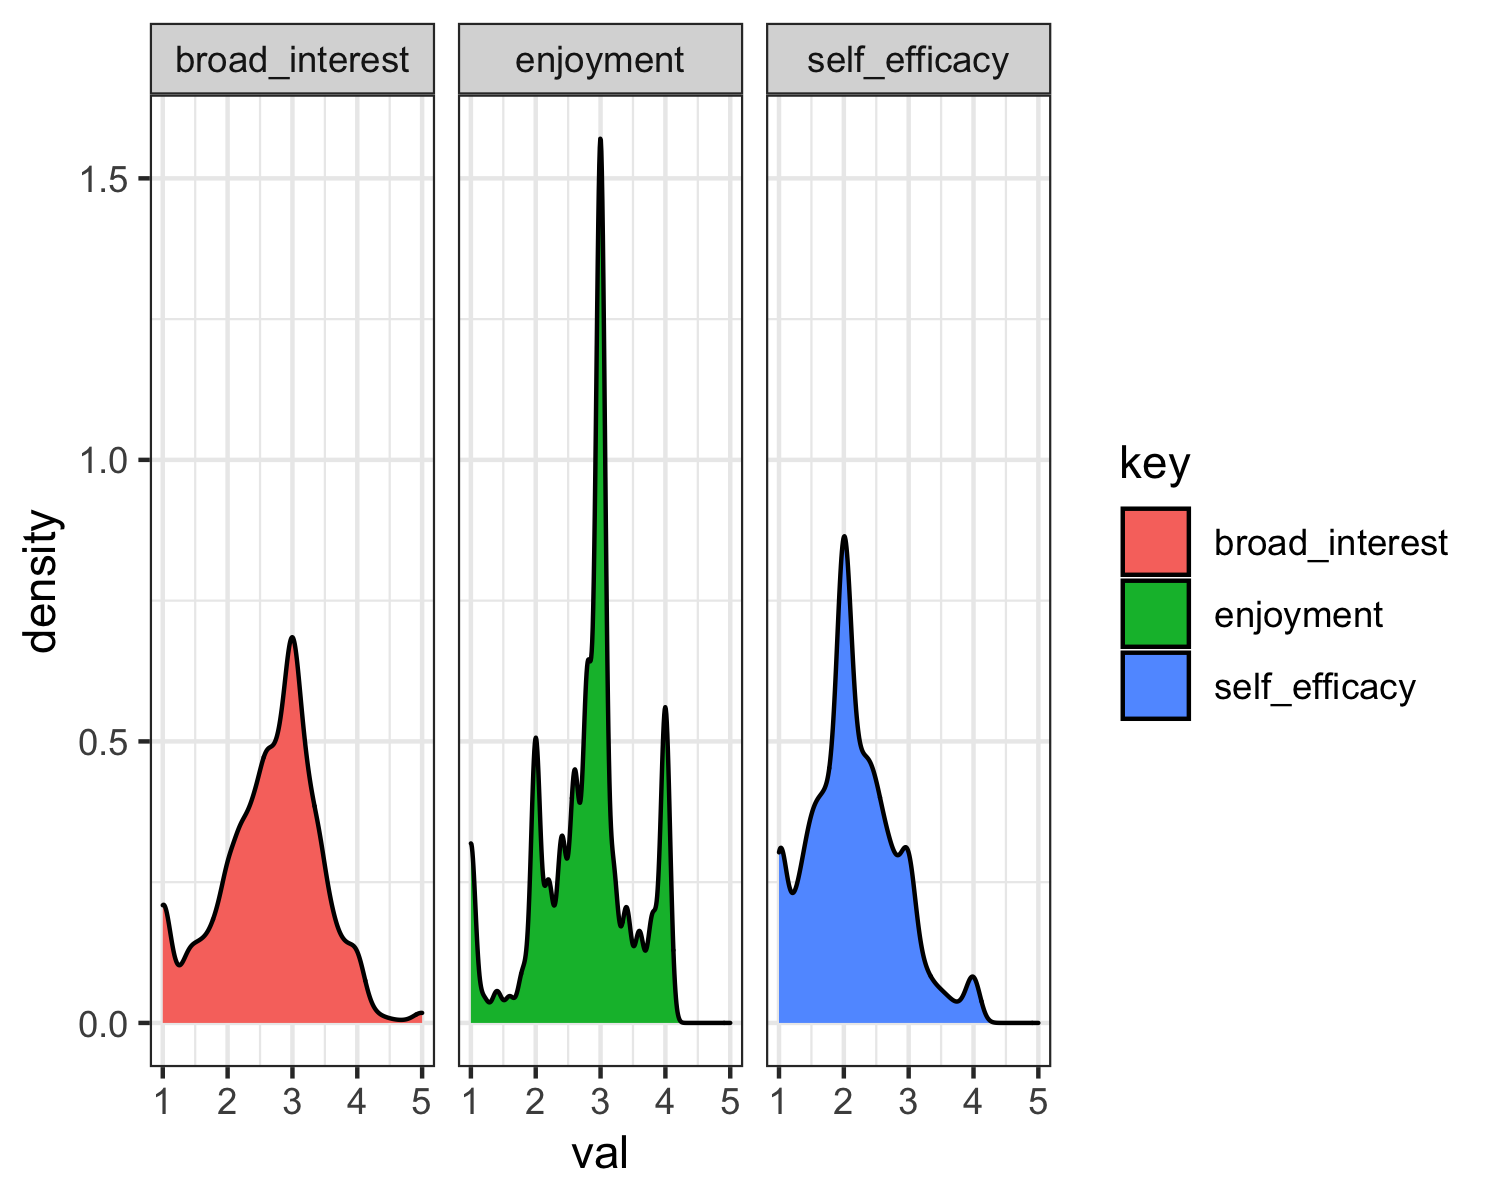 broad_interest enjoyment self_efficacy
1.5
1.0
0.5
0.0
density
1 2 3 4 5 1 2 3 4 5 1 2 3 4 5
val
key
broad_interest
enjoyment
self_efficacy